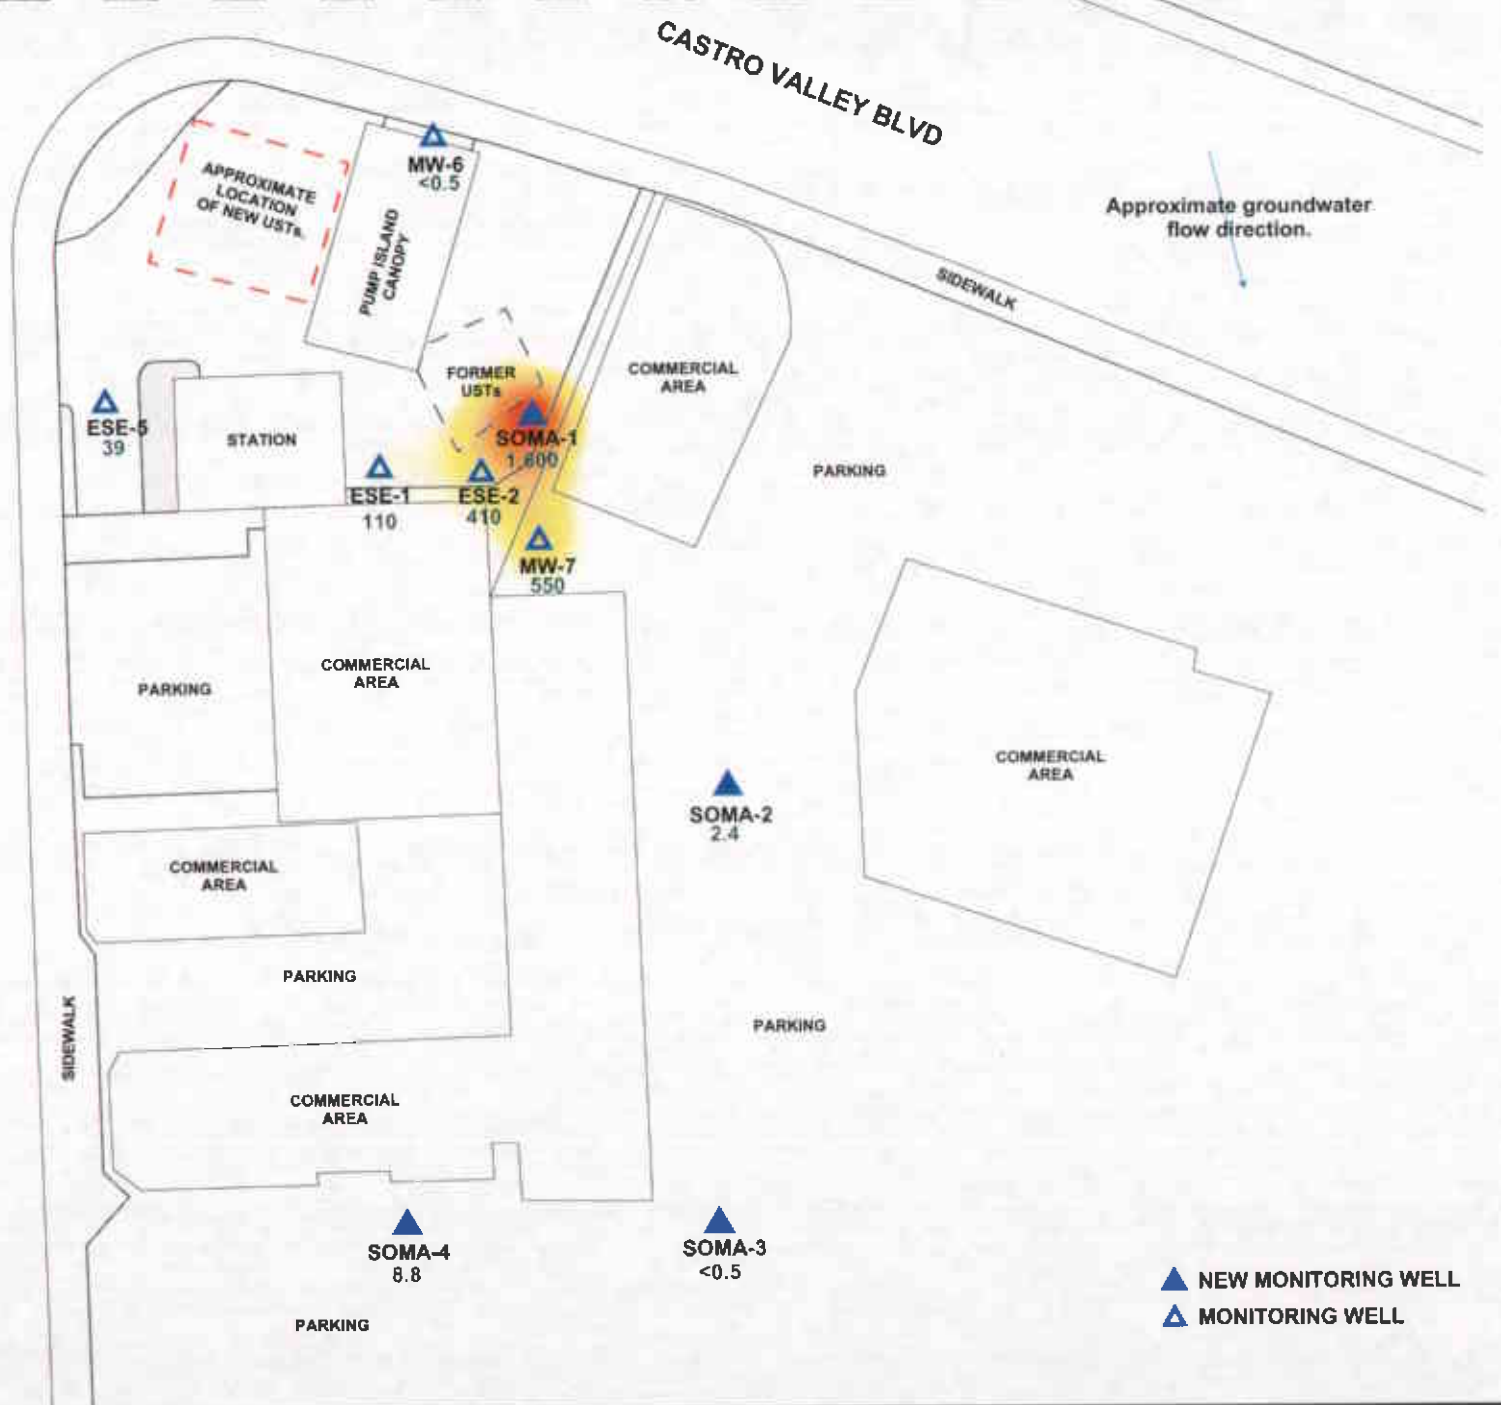 CASTRO VALLEY BLVD
MW-6
<0.5
APPROXIMATE
LOCATION
OF NEW USTs.
PUMP ISLAND
CANOPY
Approximate groundwater
flow direction.
SIDEWALK
FORMER
USTs
COMMERCIAL
AREA
ESE-5
39
STATION
SOMA-1
1,600
PARKING
ESE-1
110
ESE-2
410
MW-7
550
PARKING
COMMERCIAL
AREA
COMMERCIAL
AREA
SOMA-2
2.4
COMMERCIAL
AREA
PARKING
SIDEWALK
PARKING
COMMERCIAL
AREA
SOMA-4
8.8
SOMA-3
<0.5
PARKING
NEW MONITORING WELL
MONITORING WELL